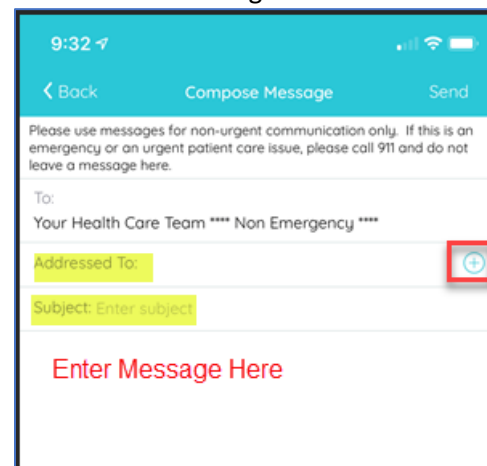 9:32
Back Compose Message Send
Please use messages for non-urgent communication only. If this is an
emergency or an urgent patient care issue, please call 911 and do not
leave a message here.
To:
Your Health Care Team **** Non Emergency ****
Addressed To:
Subject: Enter subject
Enter Message Here